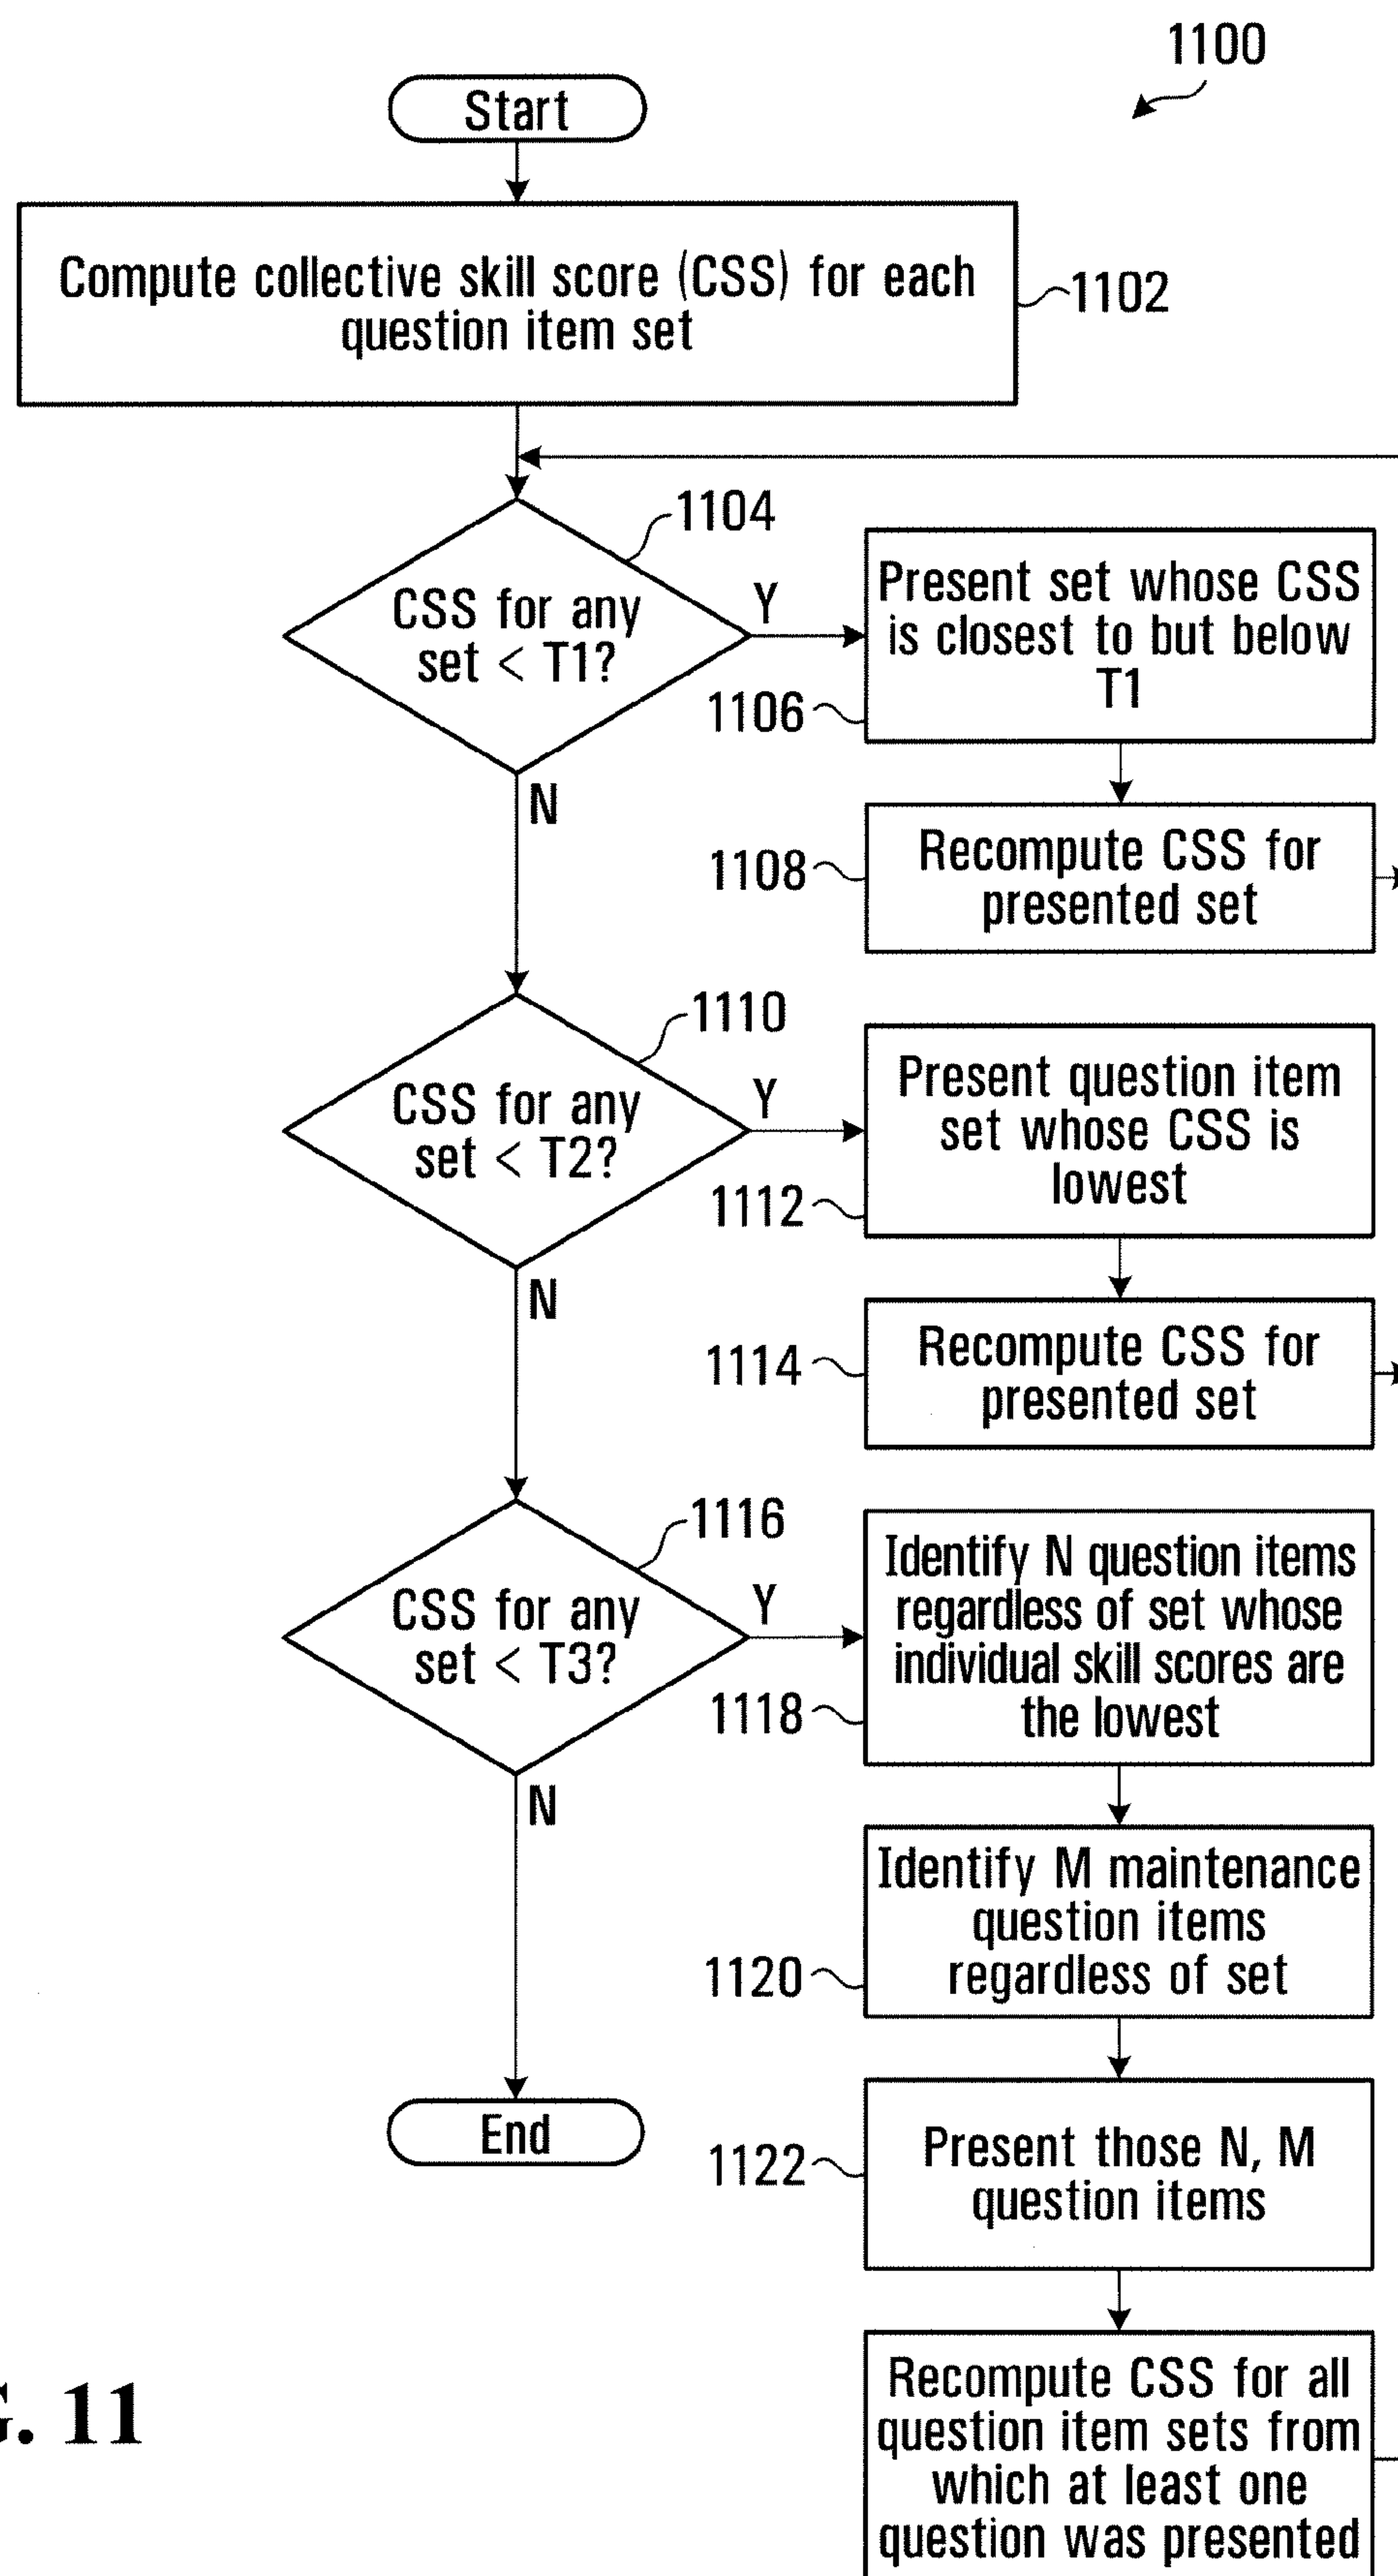 1100
Start
Compute collective skill score (CSS) for each
question item set
1102
1104
CSS for any
set < T1?
Y
N
Present set whose CSS
is closest to but below
T1
1106
Recompute CSS for
presented set
1108
1110
CSS for any
set < T2?
Y
N
Present question item
set whose CSS is
lowest
1112
Recompute CSS for
presented set
1114
1116
CSS for any
set < T3?
Y
N
Identify N question items
regardless of set whose
individual skill scores are
the lowest
1118
Identify M maintenance
question items
regardless of set
1120
End
Present those N, M
question items
1122
Recompute CSS for all
question item sets from
which at least one
question was presented
G. 11